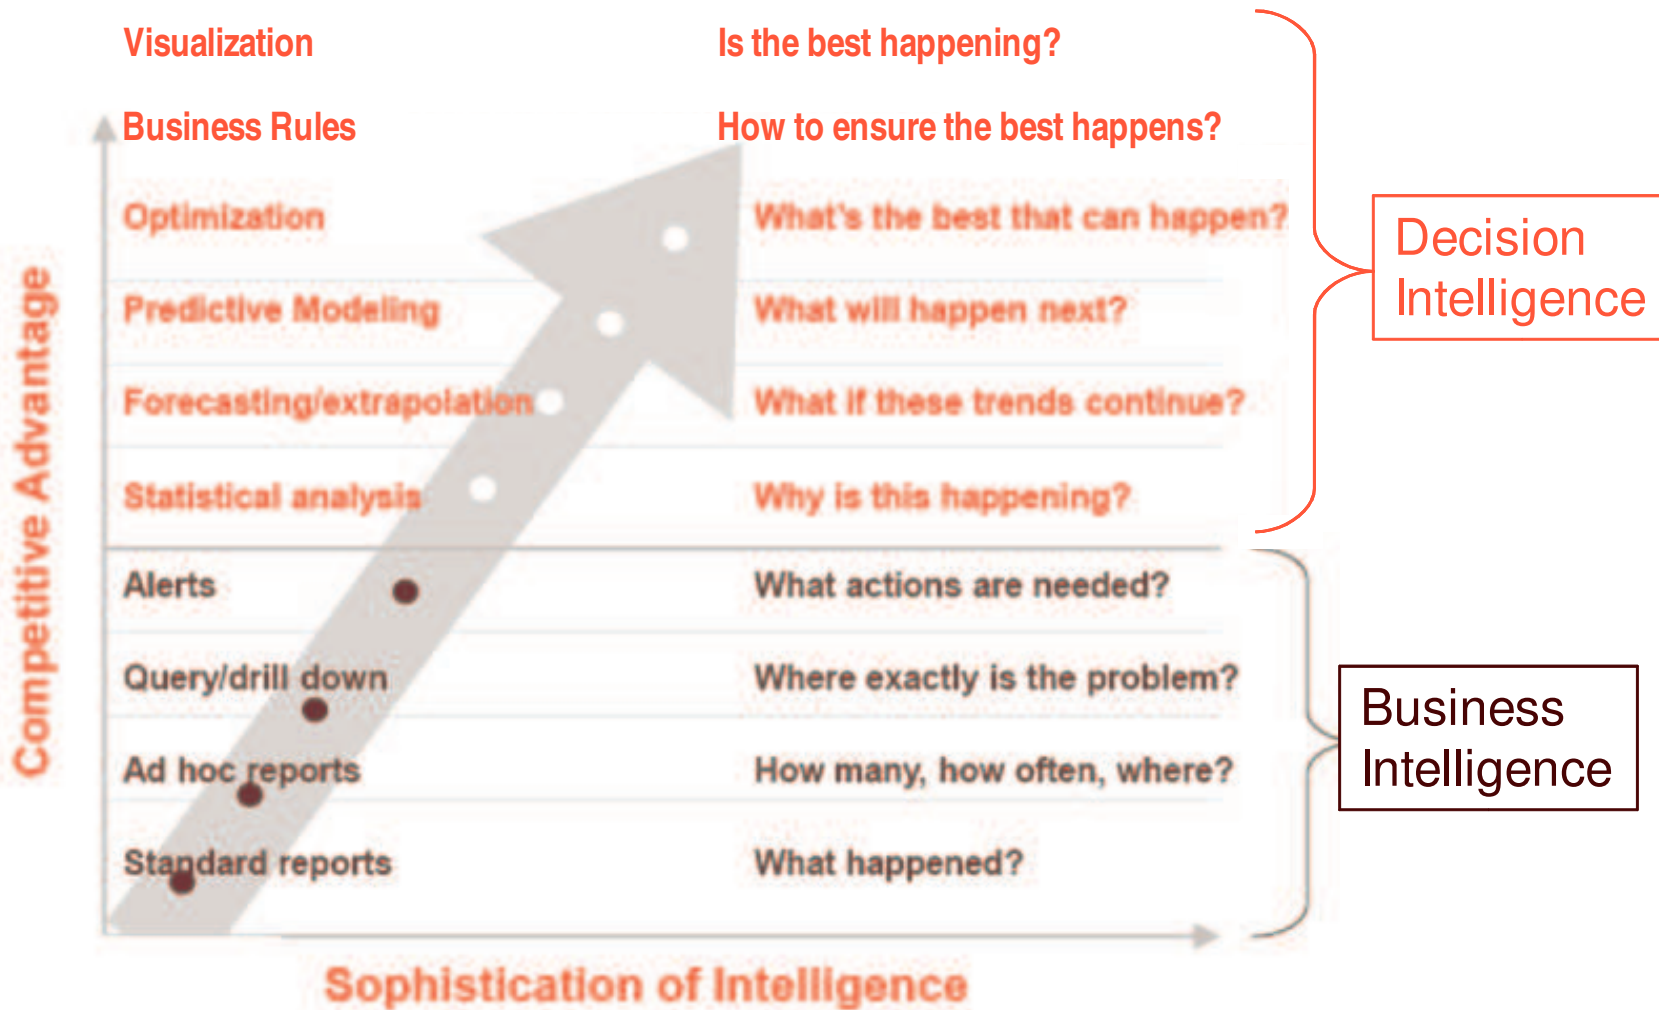 Visualization
Is the best happening?
Business Rules
How to ensure the best happens?
Optimization
What's the best that can happen?
Predictive Modeling
What will happen next?
Forecasting/extrapolation
What if these trends continue?
Statistical analysis
Why is this happening?
Alerts
What actions are needed?
Query/drill down
Where exactly is the problem?
Ad hoc reports
How many, how often, where?
Standard reports
What happened?
Decision
Intelligence
Business
Intelligence
Competitive Advantage
Sophistication of Intelligence